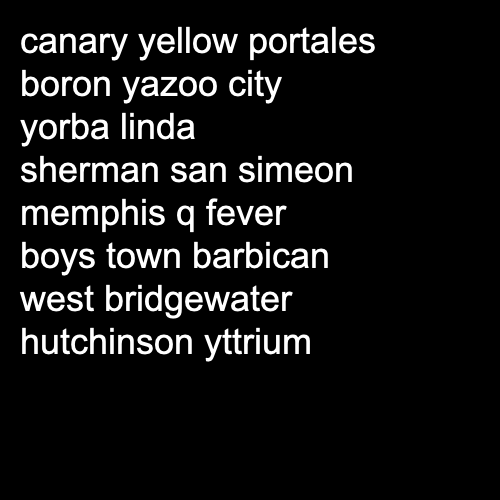 canary yellow portales
boron yazoo city
yorba linda
sherman san simeon
memphis q fever
boys town barbican
west bridgewater
hutchinson yttrium